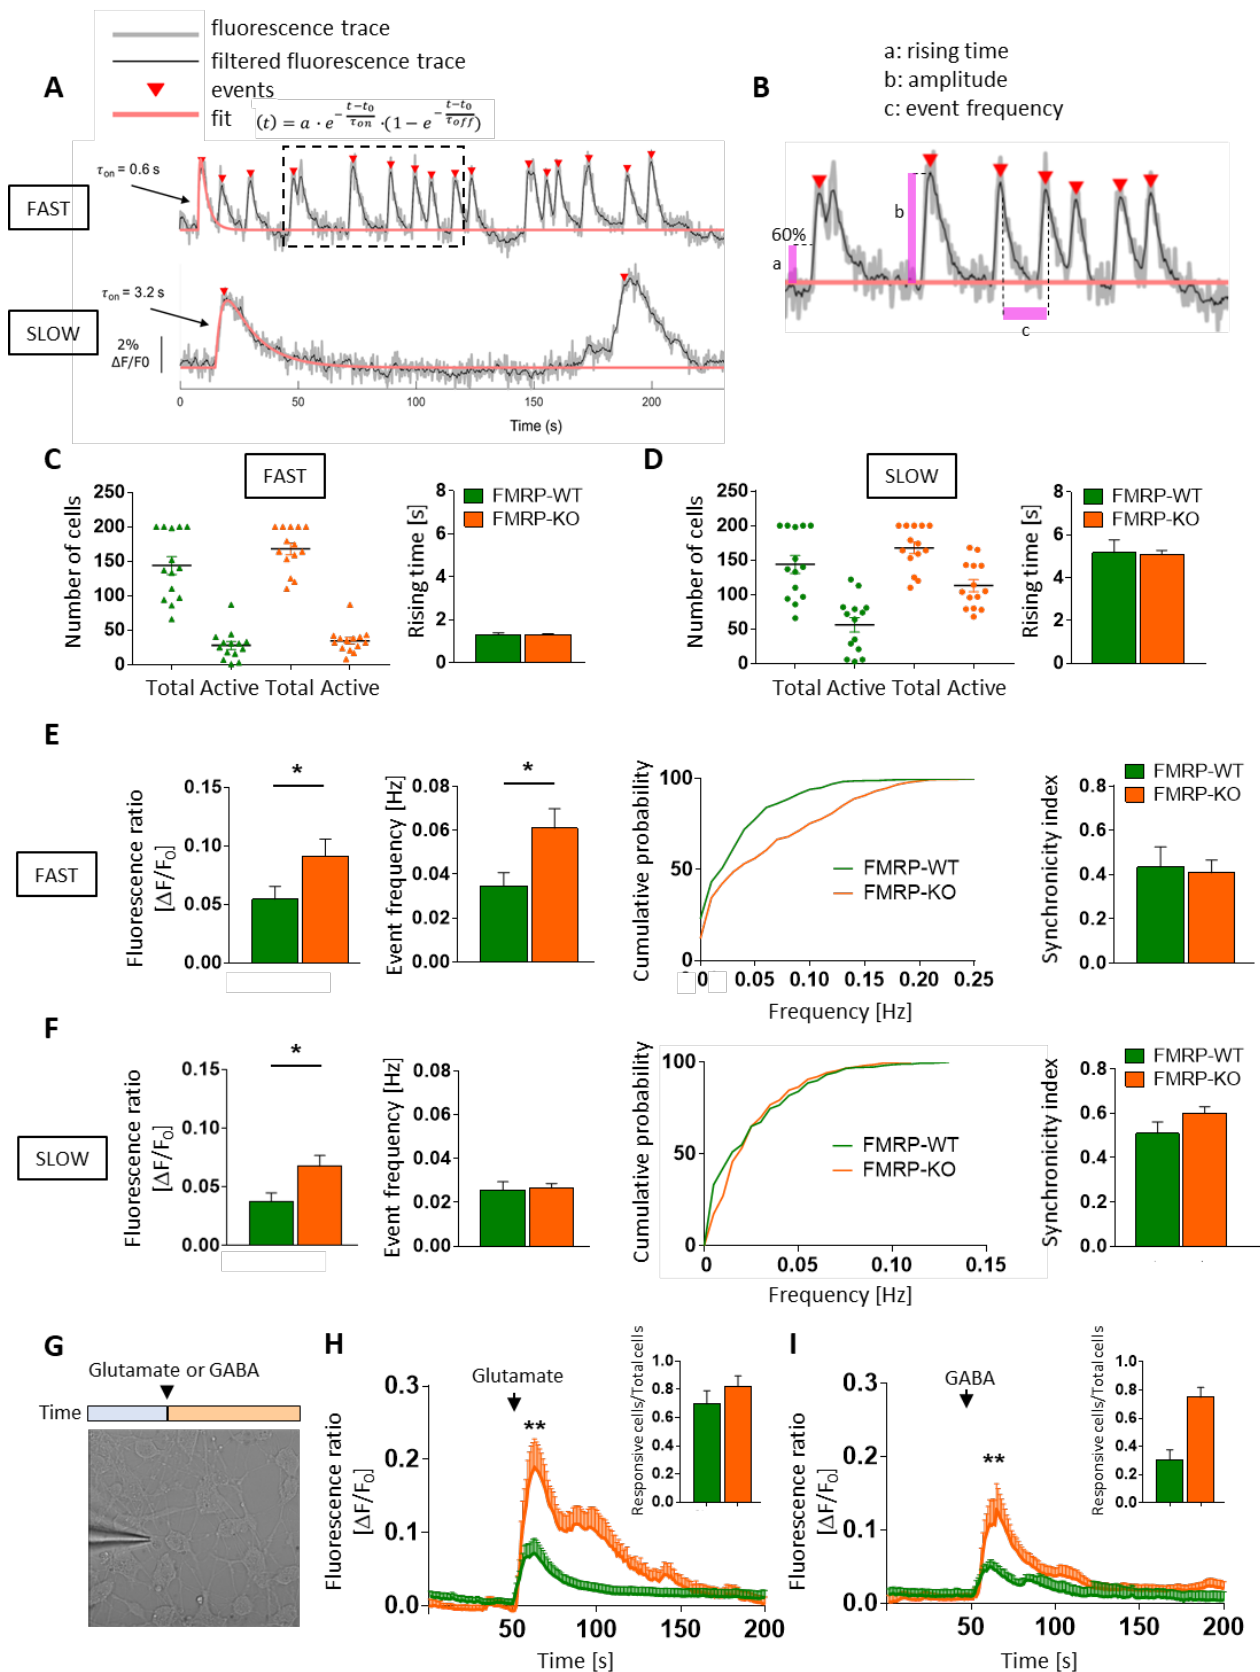 fluorescence trace
filtered fluorescence trace
events
fit (t) = a · e^{-\frac{t-t_0}{τ_{on}}} · (1 − e^{-\frac{t-t_0}{τ_{off}}})
A
τon = 0.6 s
FAST
τon = 3.2 s
SLOW
2%
ΔF/F0
0 50 100 150 200
Time (s)
a: rising time
b: amplitude
c: event frequency
B
60%
a
b
c
C
FAST
Number of cells
250
200
150
100
50
0
Total Active Total Active
Rising time [s]
8
6
4
2
0
FMRP-WT
FMRP-KO
D
SLOW
Number of cells
250
200
150
100
50
0
Total Active Total Active
Rising time [s]
8
6
4
2
0
FMRP-WT
FMRP-KO
E
FAST
Fluorescence ratio
[ΔF/F0]
0.15
0.10
0.05
0.00
*
Event frequency [Hz]
0.08
0.06
0.04
0.02
0.00
*
Cumulative probability
100
50
0
FMRP-WT
FMRP-KO
0 0.05 0.10 0.15 0.20 0.25
Frequency [Hz]
Synchronicity index
0.8
0.6
0.4
0.2
0.0
FMRP-WT
FMRP-KO
F
SLOW
Fluorescence ratio
[ΔF/F0]
0.15
0.10
0.05
0.00
*
Event frequency [Hz]
0.08
0.06
0.04
0.02
0.00
Cumulative probability
100
50
0
FMRP-WT
FMRP-KO
0 0.05 0.10 0.15
Frequency [Hz]
Synchronicity index
0.8
0.6
0.4
0.2
0.0
FMRP-WT
FMRP-KO
G
Glutamate or GABA
Time
H
Glutamate
**
Fluorescence ratio
[ΔF/F0]
0.3
0.2
0.1
0.0
50 100 150 200
Time [s]
Responsive cells/Total cells
1.0
0.8
0.6
0.4
0.2
0.0
I
GABA
**
Fluorescence ratio
[ΔF/F0]
0.3
0.2
0.1
0.0
50 100 150 200
Time [s]
Responsive cells/Total cells
1.0
0.8
0.6
0.4
0.2
0.0